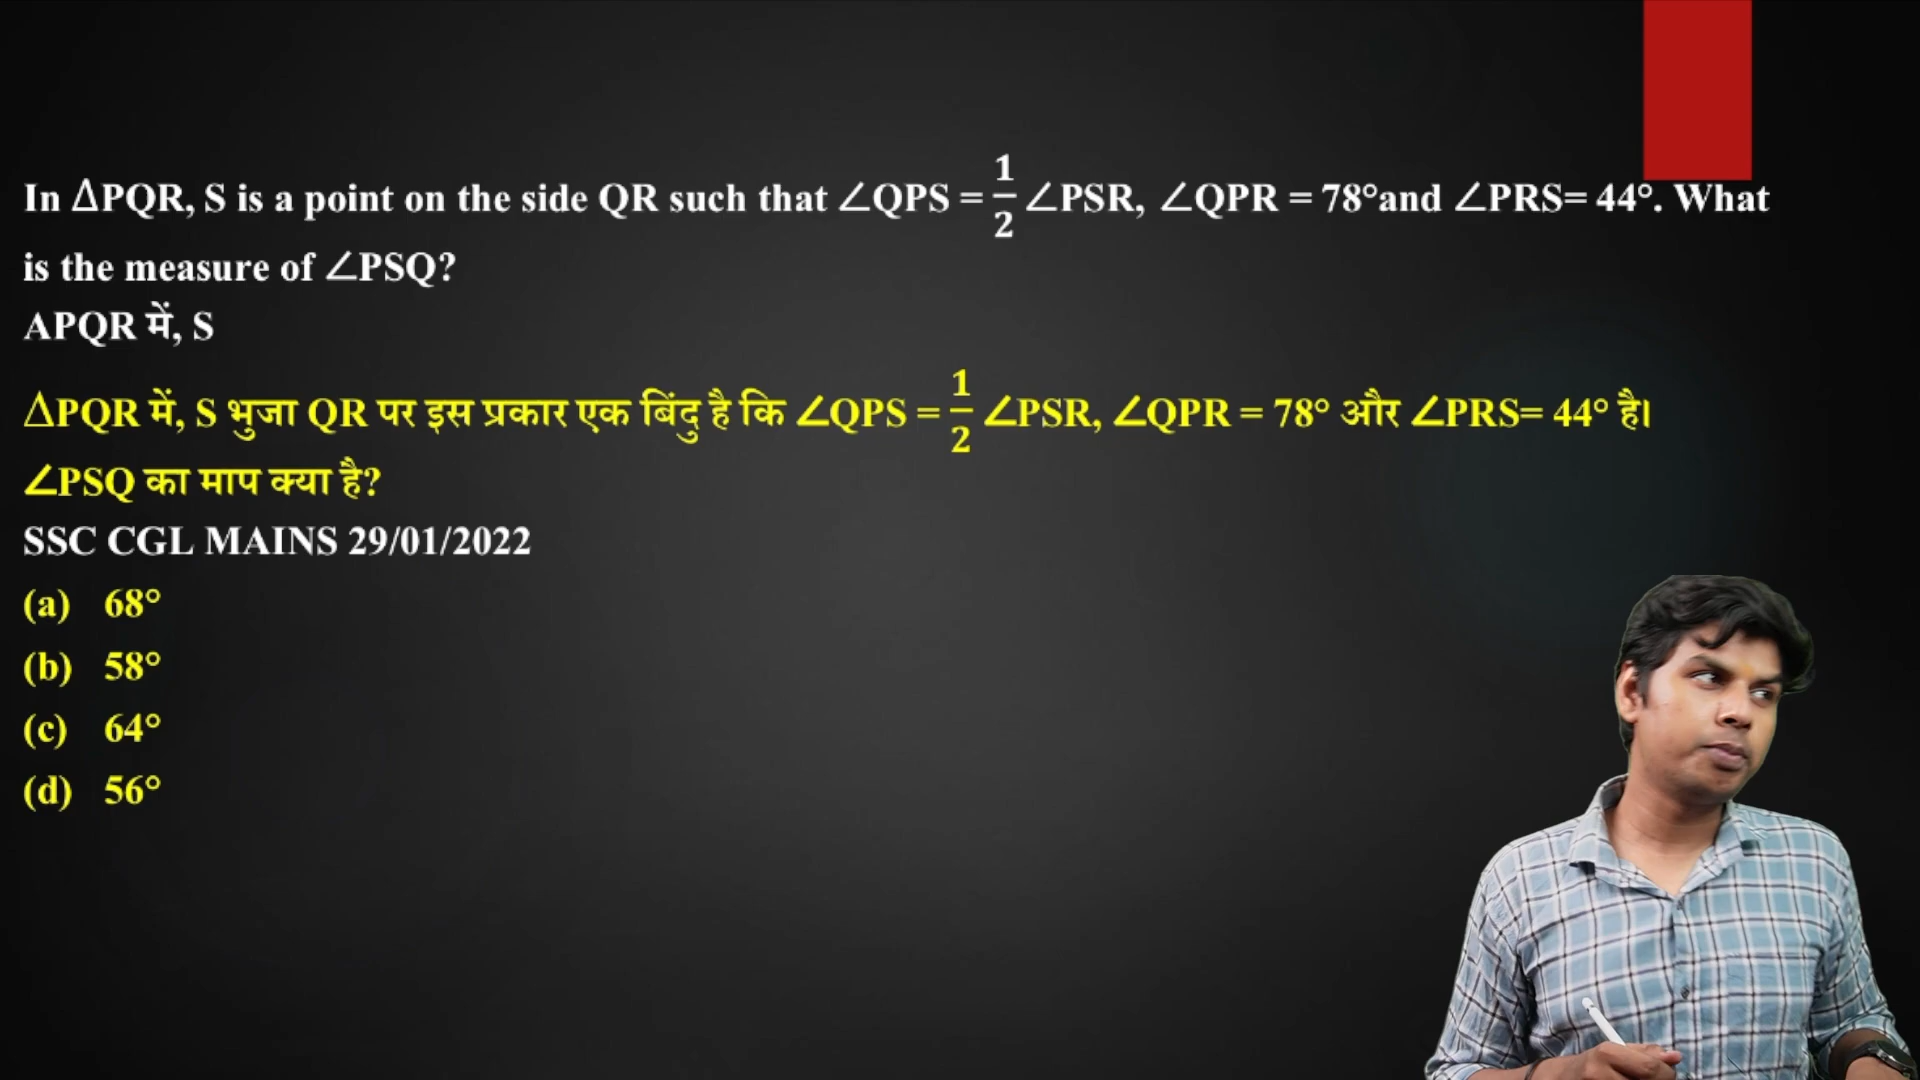 In ΔPQR, S is a point on the side QR such that ∠QPS = 1/2 ∠PSR, ∠QPR = 78°and ∠PRS= 44°. What
is the measure of ∠PSQ?
APQR में, S
ΔPQR में, S भुजा QR पर इस प्रकार एक बिंदु है कि ∠QPS = 1/2 ∠PSR, ∠QPR = 78° और ∠PRS= 44° है।
∠PSQ का माप क्या है?
SSC CGL MAINS 29/01/2022
(a) 68°
(b) 58°
(c) 64°
(d) 56°